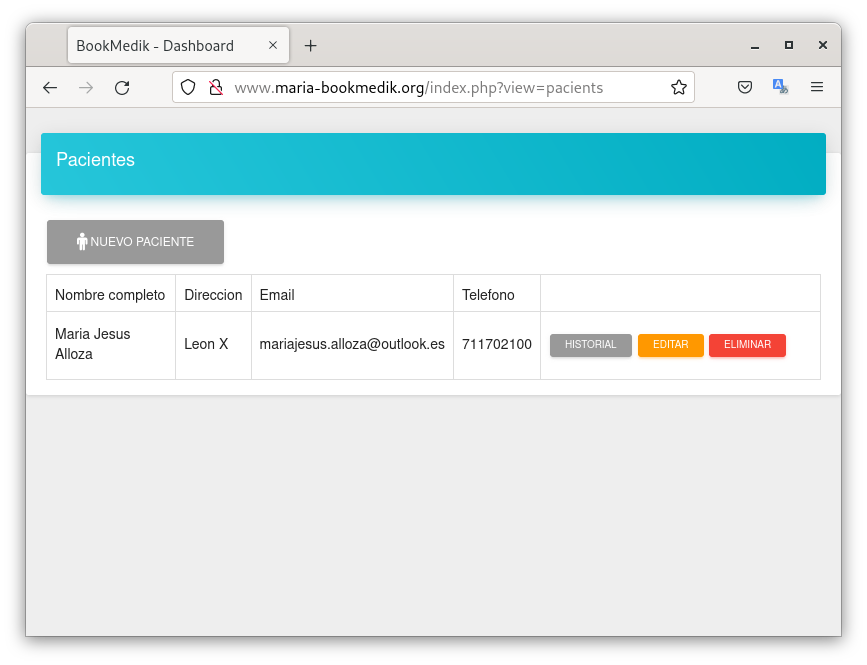 BookMedik - Dashboard
www.maria-bookmedik.org/index.php?view=pacients
Pacientes
NUEVO PACIENTE
Nombre completo Direccion Email Telefono
Maria Jesus
Alloza Leon X mariajesus.alloza@outlook.es 711702100 HISTORIAL EDITAR ELIMINAR